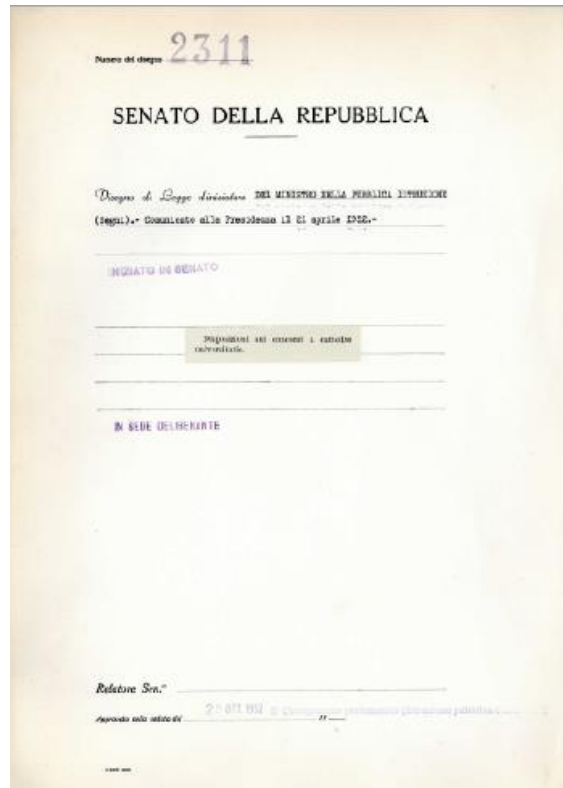 Numero del disegno 2311
SENATO DELLA REPUBBLICA
Disegno di Legge d'iniziativa DEL MINISTRO DELLA PUBBLICA ISTRUZIONE
(Segni).- Comunicato alla Presidenza il 21 aprile 1952.-
INIZIATO IN SENATO
Disposizioni sui concorsi a cattedre
universitarie.
IN SEDE DELIBERANTE
Relatore Sen.
Approvato nella seduta del